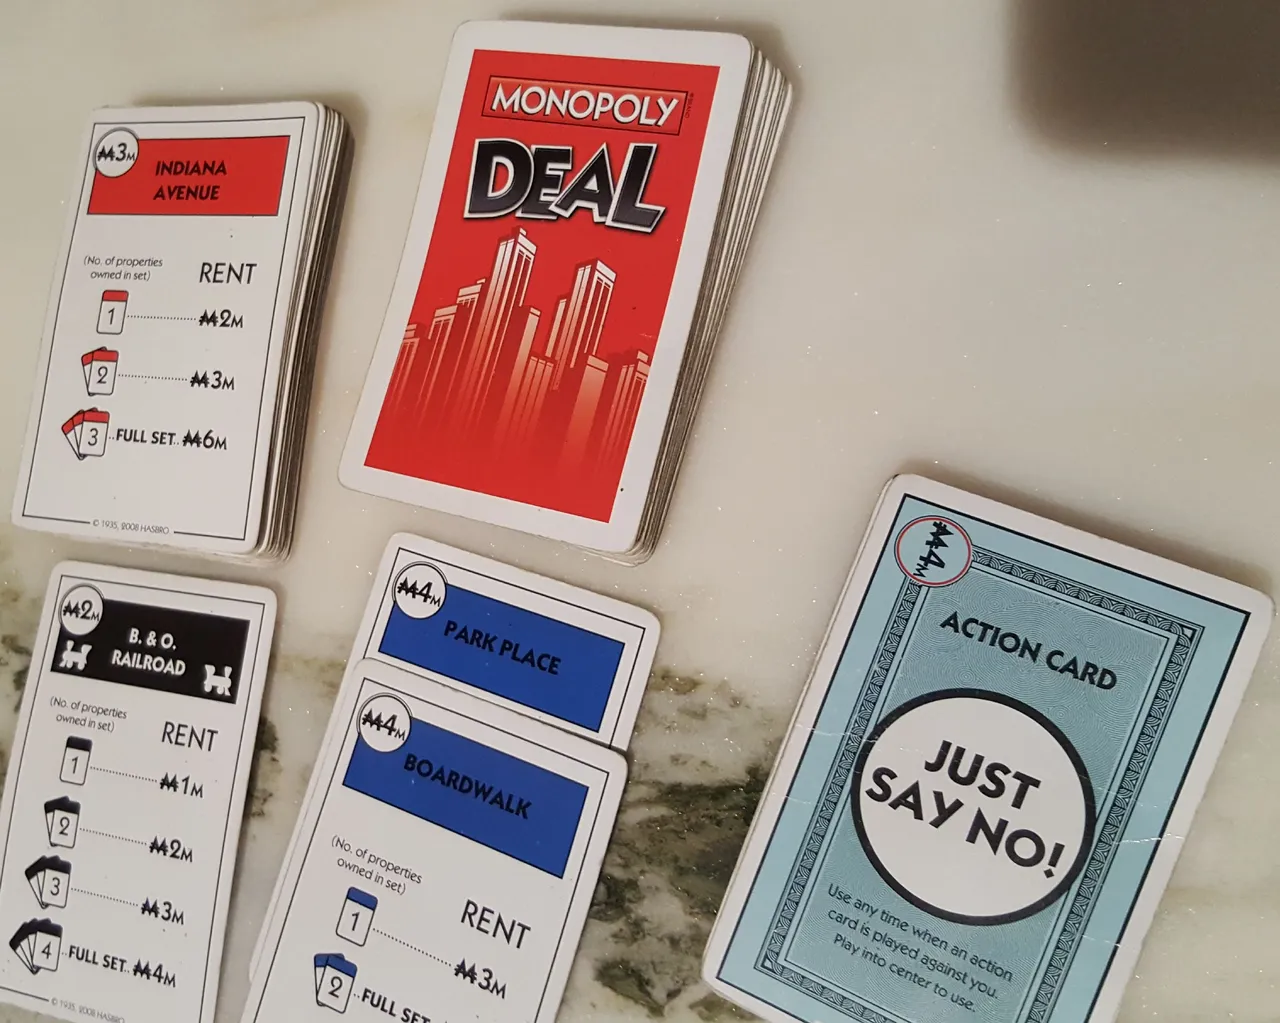 ₩3M
INDIANA
AVENUE
(No. of properties
owned in set)
RENT
1 ₩2M
2 ₩3M
3 FULL SET ₩6M
© 1935, 2008 HASBRO
MONOPOLY
DEAL
₩2M
B. & O.
RAILROAD
(No. of properties
owned in set)
RENT
1 ₩1M
2 ₩2M
3 ₩3M
4 FULL SET ₩4M
© 1935, 2008 HASBRO
₩4M
PARK PLACE
₩4M
BOARDWALK
(No. of properties
owned in set)
RENT
1 ₩3M
2 FULL SET
₩4M
ACTION CARD
JUST
SAY NO!
Use any time when an action
card is played against you.
Play into center to use.